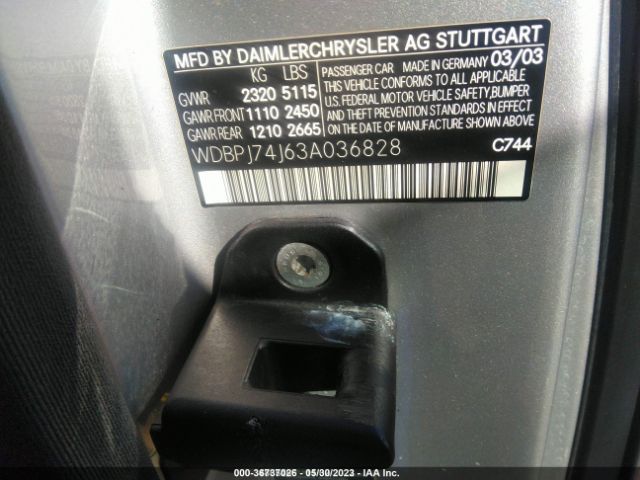 MFD BY DAIMLERCHRYSLER AG STUTTGART
KG LBS
GVWR 2320 5115
GAWR FRONT 1110 2450
GAWR REAR 1210 2665
PASSENGER CAR MADE IN GERMANY 03/03
THIS VEHICLE CONFORMS TO ALL APPLICABLE
U.S. FEDERAL MOTOR VEHICLE SAFETY,BUMPER
AND THEFT PREVENTION STANDARDS IN EFFECT
ON THE DATE OF MANUFACTURE SHOWN ABOVE.
WDBPJ74J63A036828
C744
000-36737026 - 05/30/2023 - IAA Inc.